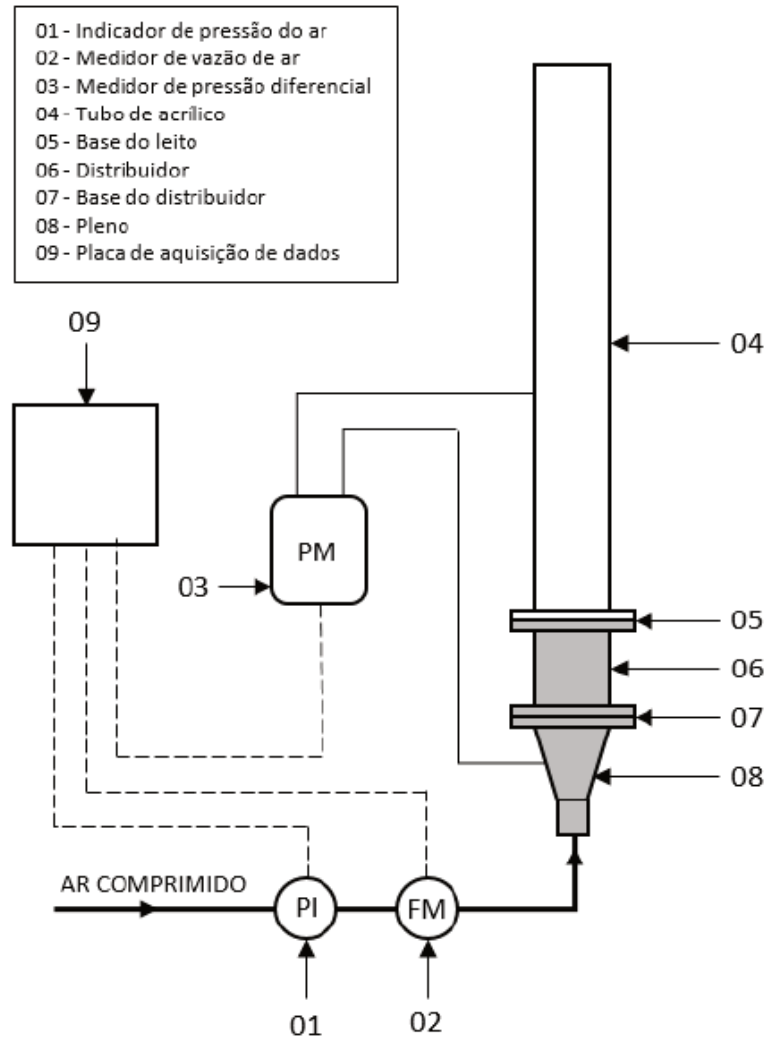 01 - Indicador de pressão do ar
02 - Medidor de vazão de ar
03 - Medidor de pressão diferencial
04 - Tubo de acrílico
05 - Base do leito
06 - Distribuidor
07 - Base do distribuidor
08 - Pleno
09 - Placa de aquisição de dados
09
04
PM
03
05
06
07
08
AR COMPRIMIDO
PI
FM
01
02